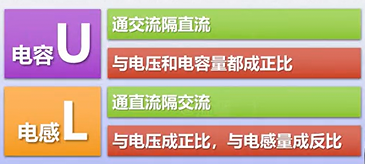 电容U
通交流隔直流
与电压和电容量都成正比
电感L
通直流隔交流
与电压成正比，与电感量成反比